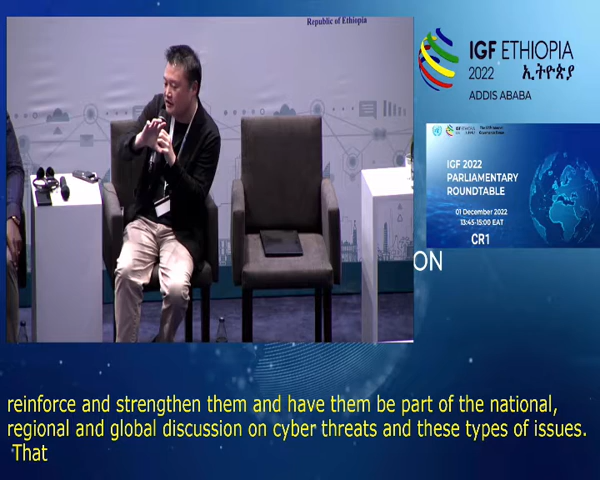 Republic of Ethiopia
IGF ETHIOPIA
2022 ኢትዮጵያ
ADDIS ABABA
IGF 2022
PARLIAMENTARY
ROUNDTABLE
01 December 2022
13:45-15:00 EAT
CR1
ON
reinforce and strengthen them and have them be part of the national,
regional and global discussion on cyber threats and these types of issues.
That